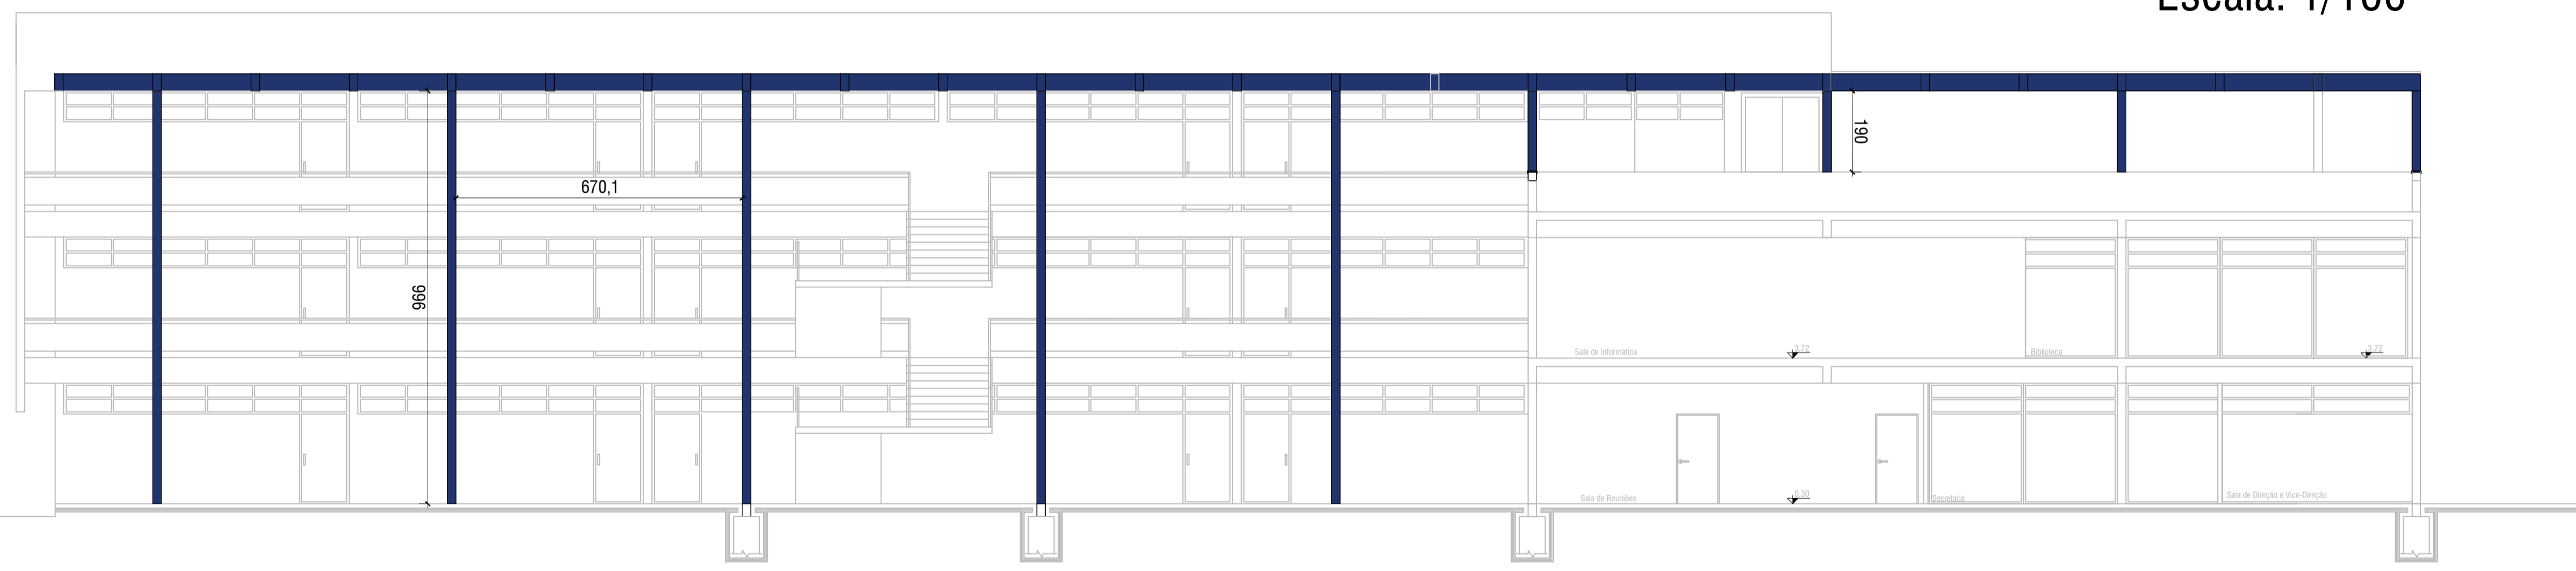 Escala: 1/100
190
670,1
966
Sala de Informática
3.72
Biblioteca
3.72
Sala de Reuniões
0.30
Secretaria
Sala de Direção e Vice-Direção